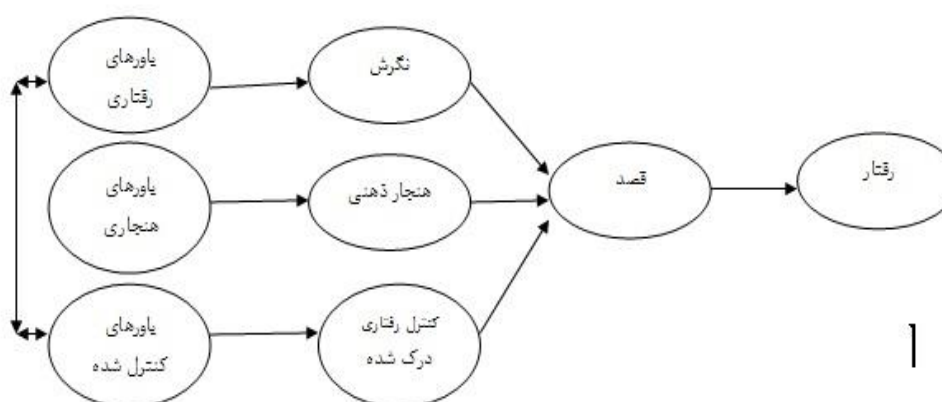 باورهای
رفتاری
نگرش
باورهای
هنجاری
هنجار ذهنی
باورهای
کنترل شده
کنترل رفتاری
درک شده
قصد
رفتار